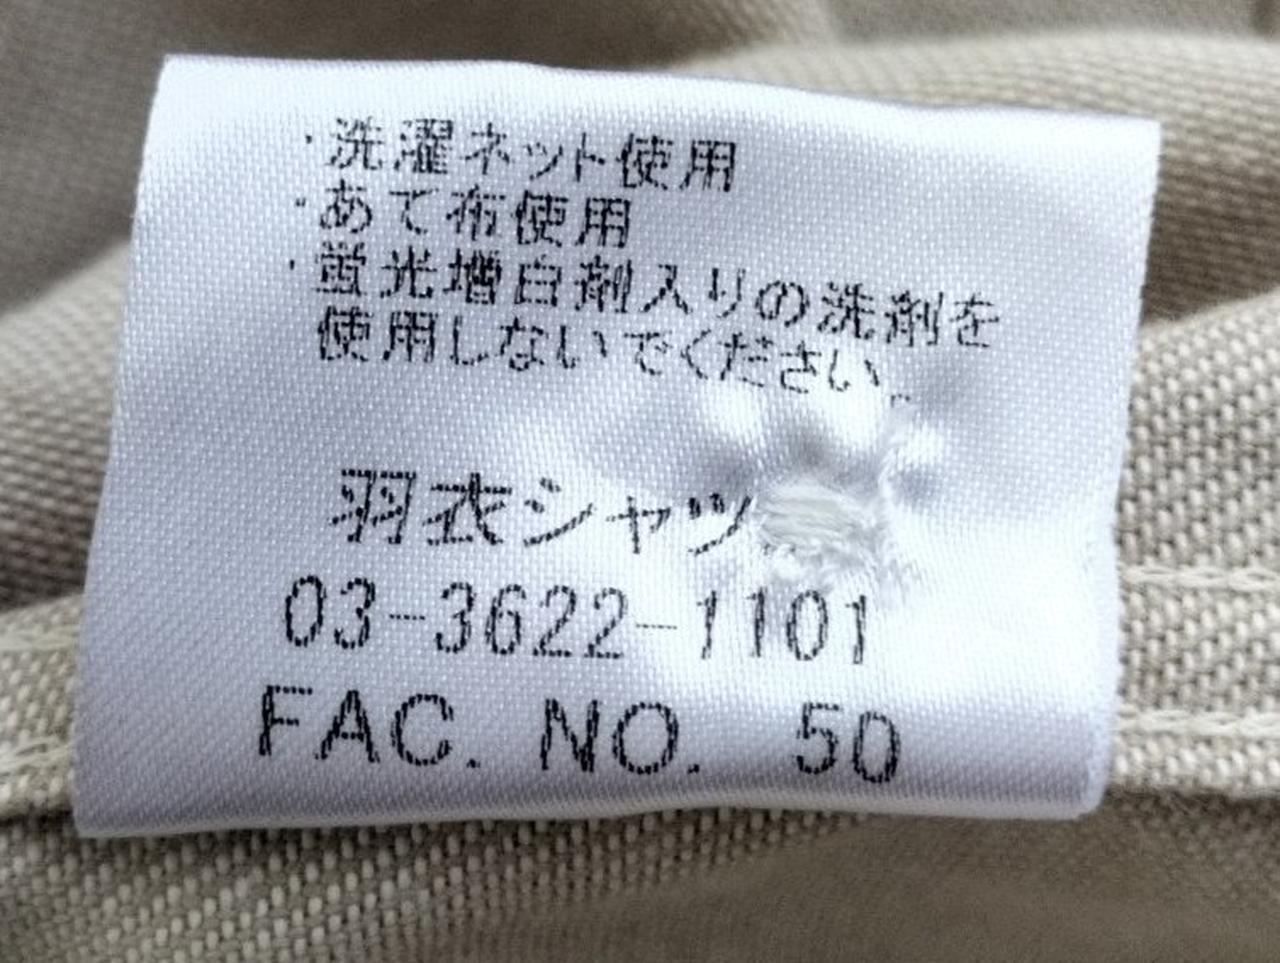 ・洗濯ネット使用
・あて布使用
・蛍光増白剤入りの洗剤を
使用しないでください。
羽衣シャツ
03-3622-1101
FAC. NO. 50